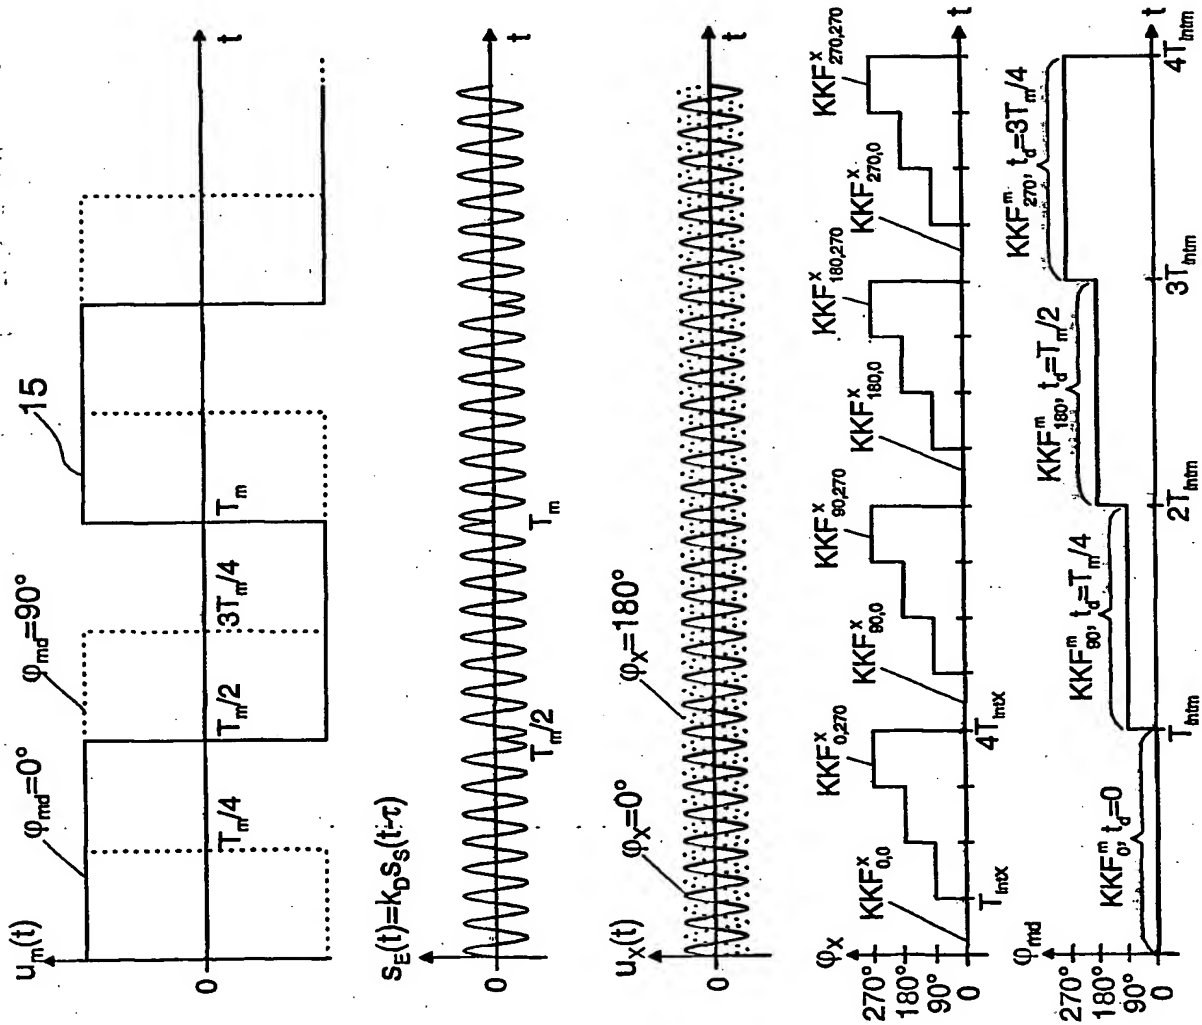 u_m(t)
φ_md=0°
φ_md=90°
15
T_m/4
T_m/2
3T_m/4
T_m
0
t
S_E(t)=k_D S_S(t-τ)
T_m/2
T_m
0
t
u_X(t)
φ_X=0°
φ_X=180°
0
t
φ_X
270°
180°
90°
0
KKF^X_0,0
KKF^X_0,270
KKF^X_90,0
KKF^X_90,270
KKF^X_180,0
KKF^X_180,270
KKF^X_270,0
KKF^X_270,270
T_IntX
4T_IntX
t
φ_md
270°
180°
90°
0
KKF^m_0, t_d=0
KKF^m_90, t_d=T_m/4
KKF^m_180, t_d=T_m/2
KKF^m_270, t_d=3T_m/4
T_Intm
2T_Intm
3T_Intm
4T_Intm
t